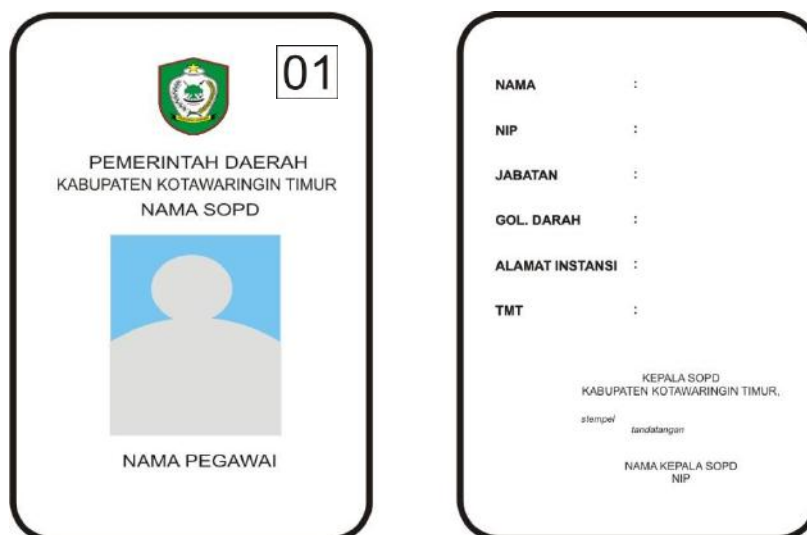 01
PEMERINTAH DAERAH
KABUPATEN KOTAWARINGIN TIMUR
NAMA SOPD
NAMA PEGAWAI
NAMA :
NIP :
JABATAN :
GOL. DARAH :
ALAMAT INSTANSI :
TMT :
KEPALA SOPD
KABUPATEN KOTAWARINGIN TIMUR,
stempel
tandatangan
NAMA KEPALA SOPD
NIP